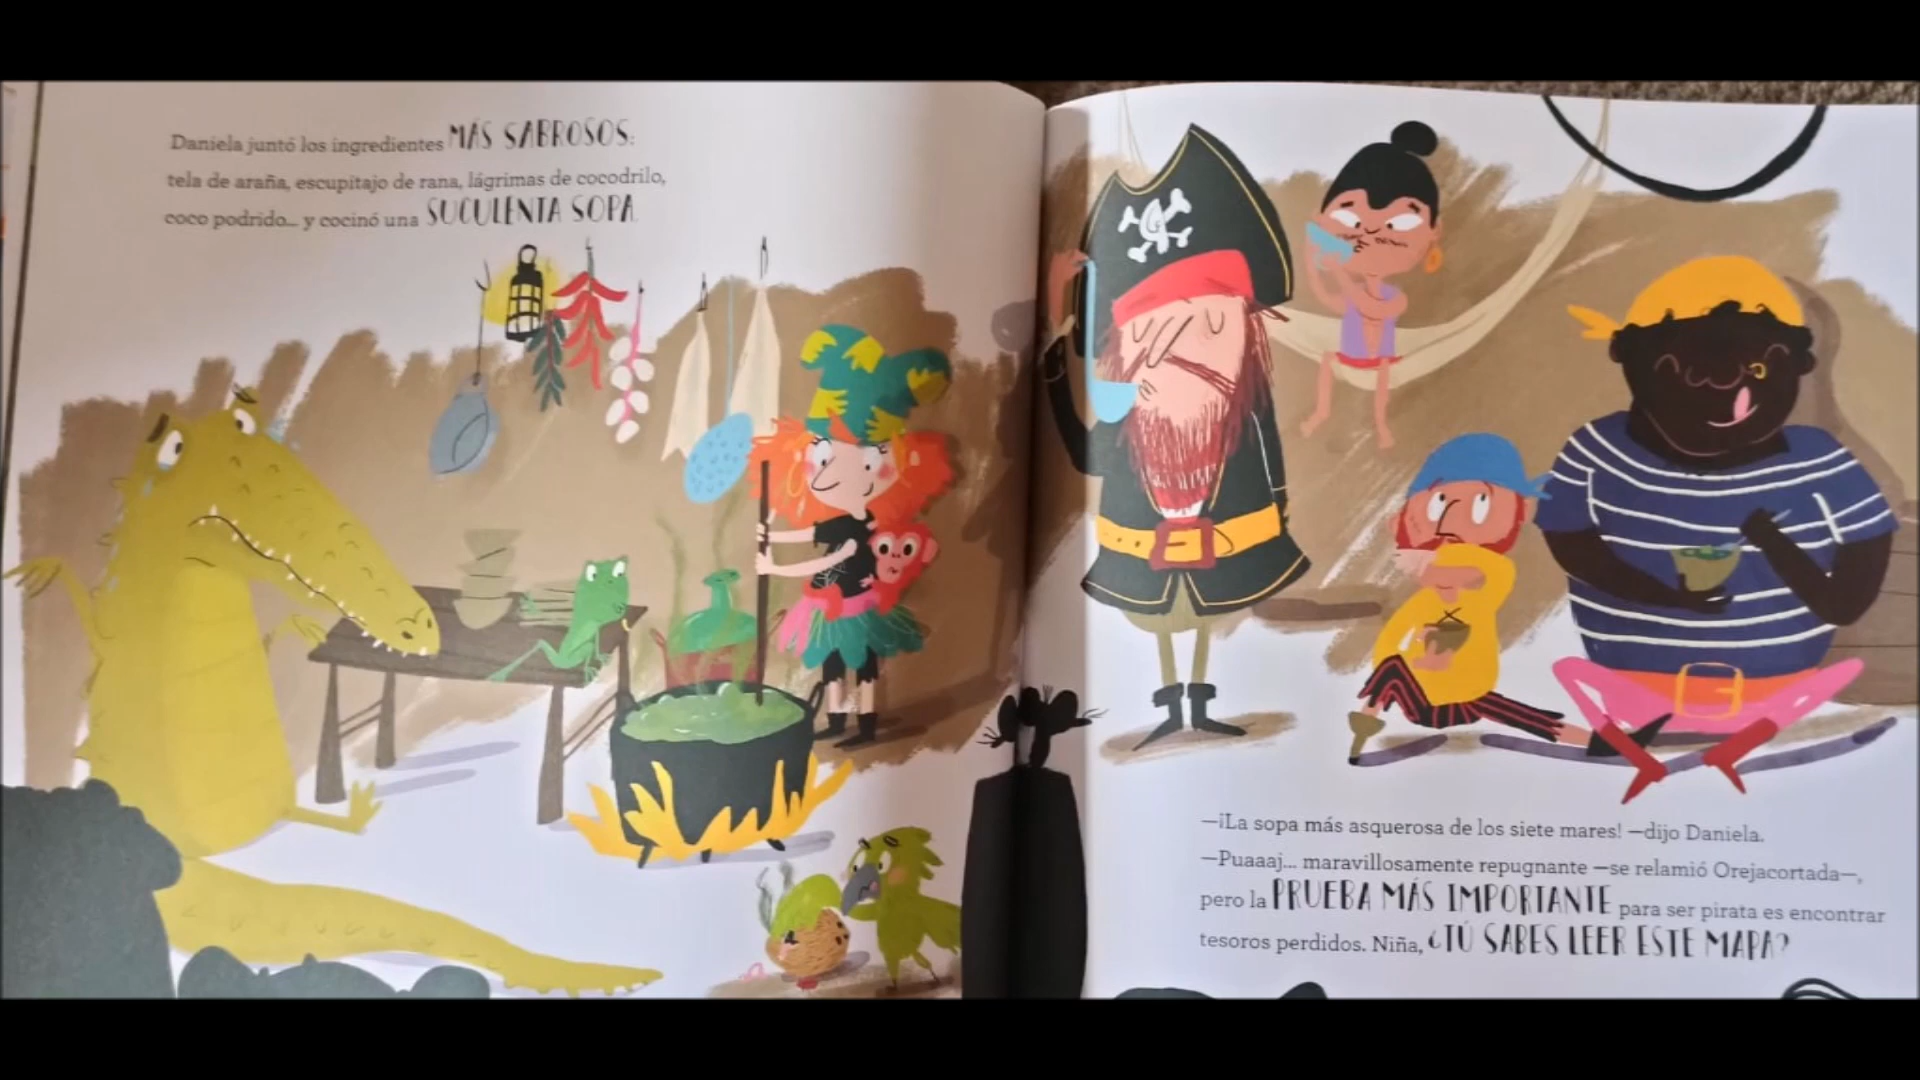 Daniela juntó los ingredientes MÁS SABROSOS:
tela de araña, escupitajo de rana, lágrimas de cocodrilo,
coco podrido... y cocinó una SUCULENTA SOPA.
—¡La sopa más asquerosa de los siete mares! —dijo Daniela.
—Puaaaj... maravillosamente repugnante —se relamió Orejacortada—,
pero la PRUEBA MÁS IMPORTANTE para ser pirata es encontrar
tesoros perdidos. Niña, ¿TÚ SABES LEER ESTE MAPA?